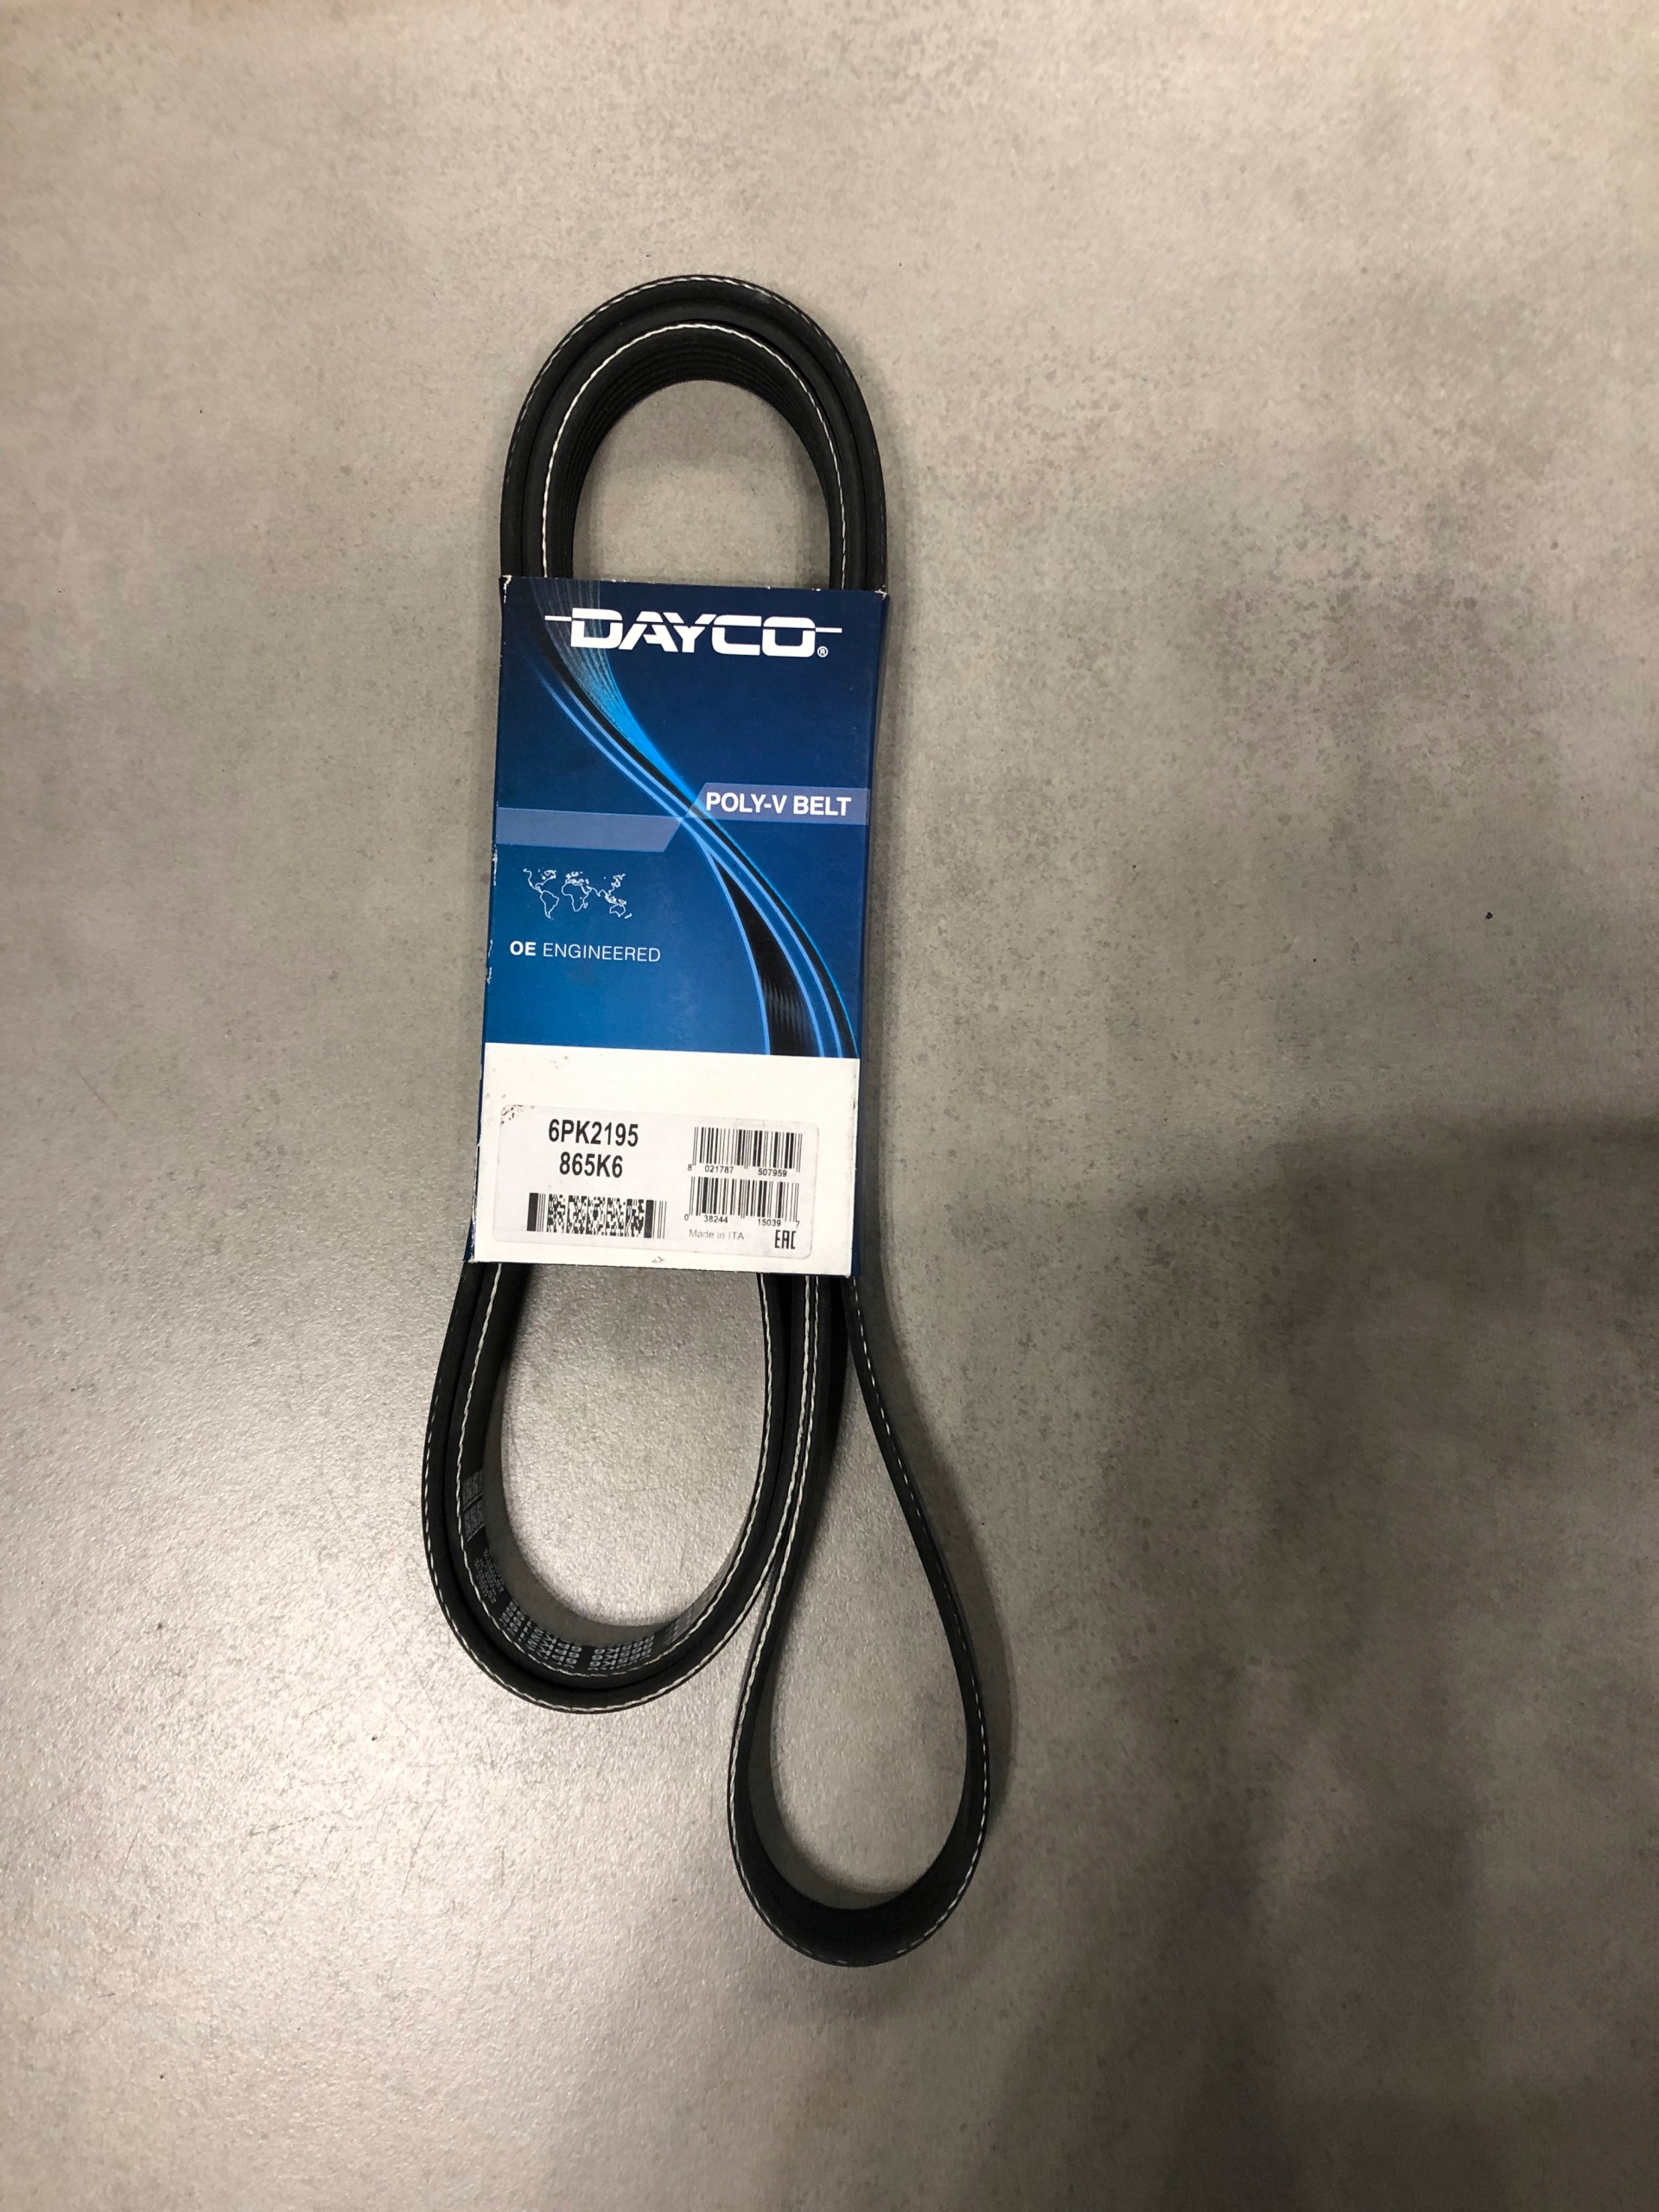 DAYCO®
POLY-V BELT
OE ENGINEERED
6PK2195
865K6
8 021787 507959
0 38244 15039 7
Made in ITA
EAC